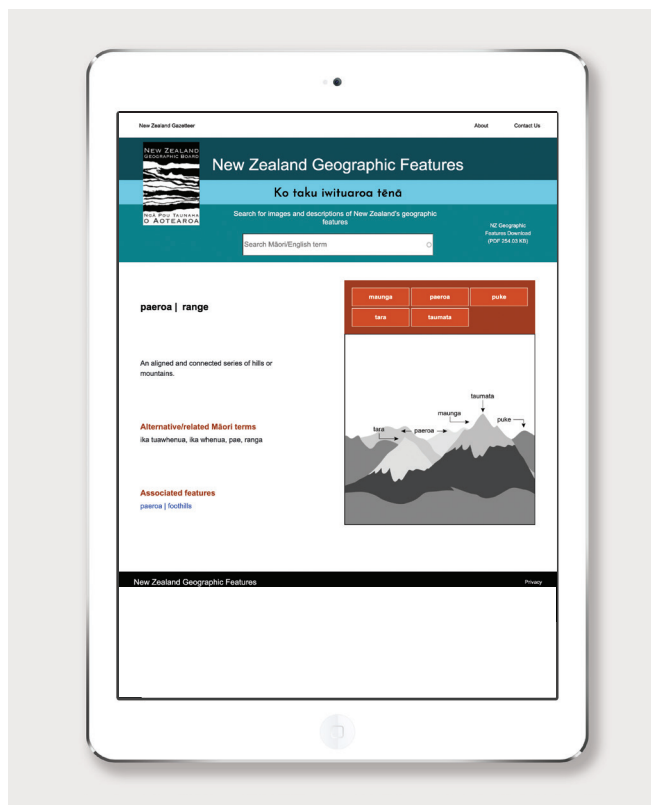 New Zealand Gazetteer
About
Contact Us
NEW ZEALAND
GEOGRAPHIC BOARD
NGĀ POU TAUNAHA
O AOTEAROA
New Zealand Geographic Features
Ko taku iwituaroa tēnā
Search for images and descriptions of New Zealand's geographic
features
Search Māori/English term
NZ Geographic
Features Download
(PDF 254.03 KB)
paeroa | range
An aligned and connected series of hills or
mountains.
Alternative/related Māori terms
ika tuawhenua, ika whenua, pae, ranga
Associated features
paeroa | foothills
maunga
paeroa
puke
tara
taumata
taumata
maunga
puke
tara
paeroa
New Zealand Geographic Features
Privacy